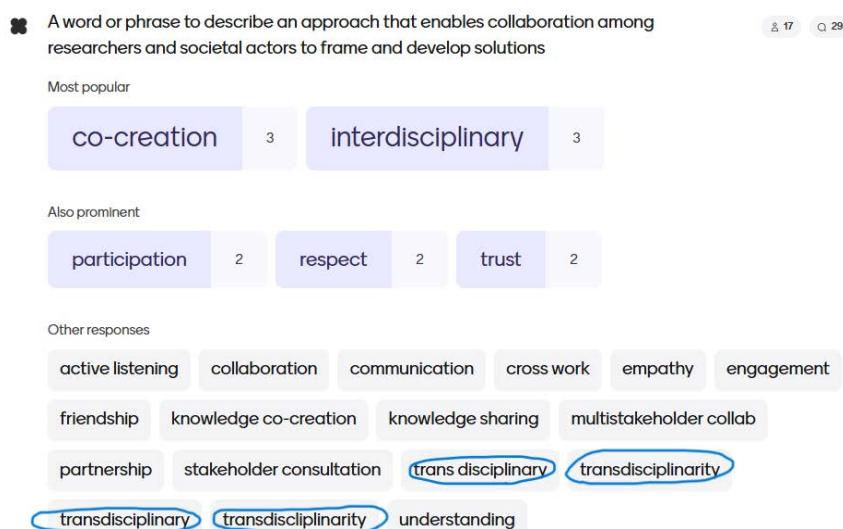 A word or phrase to describe an approach that enables collaboration among
17 29
researchers and societal actors to frame and develop solutions
Most popular
co-creation 3 interdisciplinary 3
Also prominent
participation 2 respect 2 trust 2
Other responses
active listening collaboration communication cross work empathy engagement
friendship knowledge co-creation knowledge sharing multistakeholder collab
partnership stakeholder consultation trans disciplinary transdisciplinarity
transdisciplinary transdiscliplinarity understanding